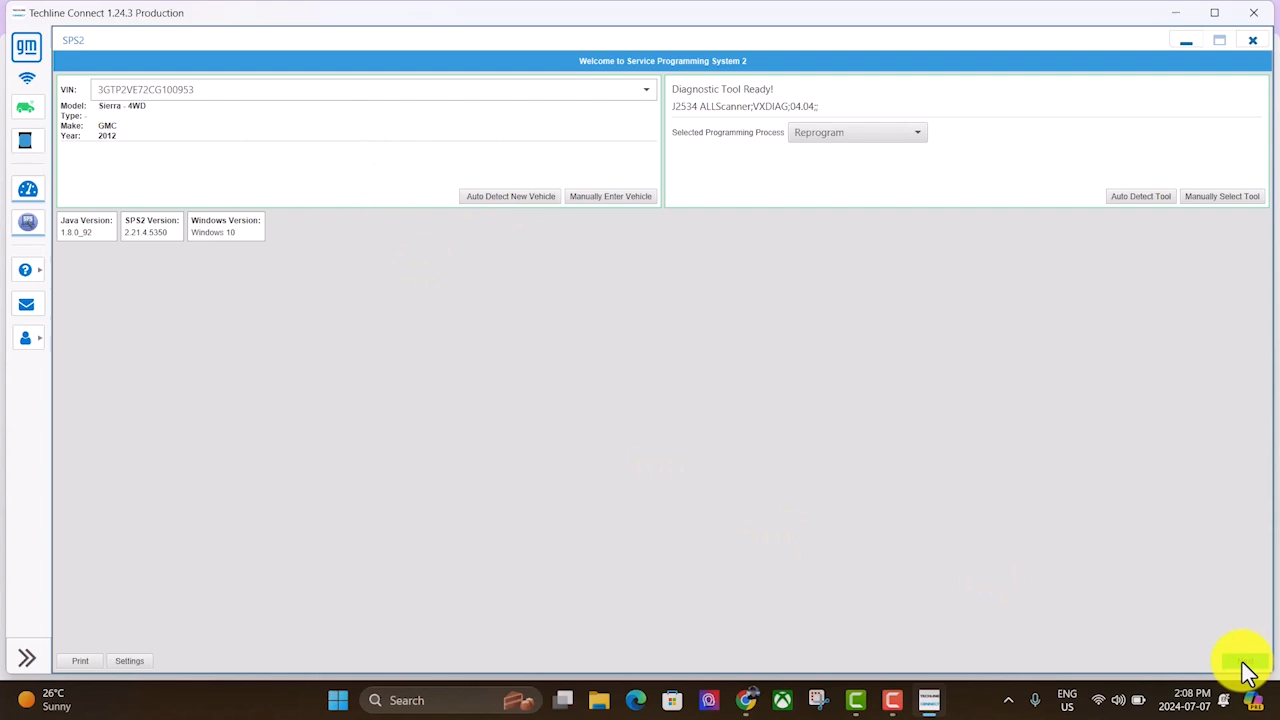 Techline Connect 1.24.3 Production
gm
SPS2
Welcome to Service Programming System 2
VIN: 3GTP2VE72CG100953
Model: Sierra - 4WD
Type: -
Make: GMC
Year: 2012
Auto Detect New Vehicle
Manually Enter Vehicle
Diagnostic Tool Ready!
J2534 ALLScanner;VXDIAG;04.04;;
Selected Programming Process Reprogram
Auto Detect Tool
Manually Select Tool
Java Version:
1.8.0_92
SPS2 Version:
2.21.4.5350
Windows Version:
Windows 10
Print
Settings
26°C
Sunny
Search
ENG
US
2:08 PM
2024-07-07